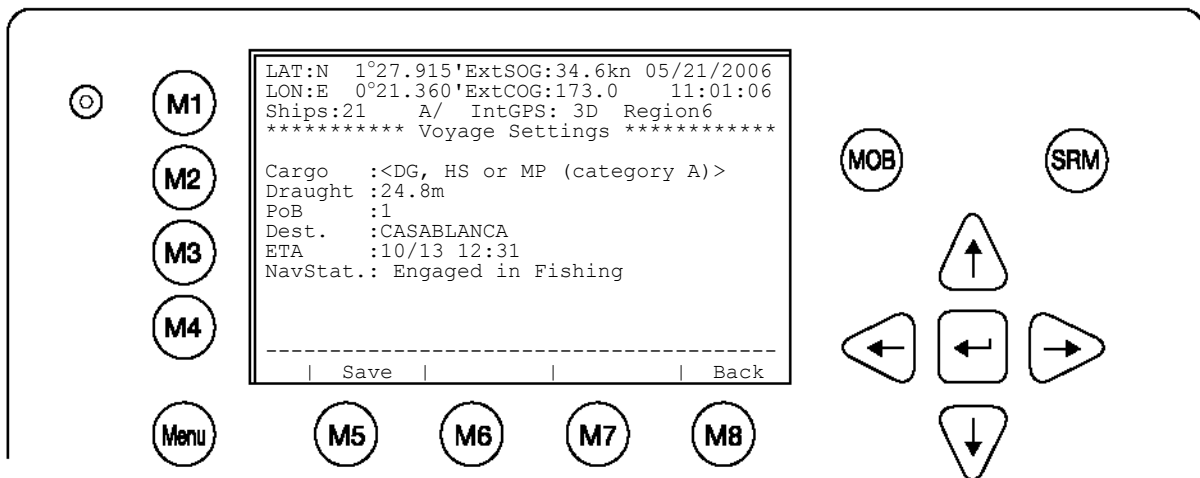 LAT:N 1°27.915'ExtSOG:34.6kn 05/21/2006
LON:E 0°21.360'ExtCOG:173.0 11:01:06
Ships:21 A/ IntGPS: 3D Region6
*********** Voyage Settings ************
Cargo :<DG, HS or MP (category A)>
Draught :24.8m
PoB :1
Dest. :CASABLANCA
ETA :10/13 12:31
NavStat.: Engaged in Fishing
----------------------------------------
| Save | | | Back
M1
M2
M3
M4
Menu
M5
M6
M7
M8
MOB
SRM